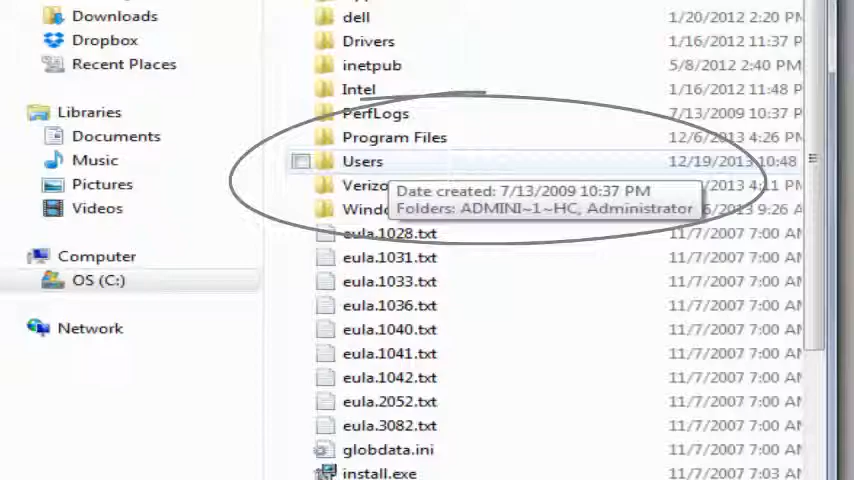 Downloads
Dropbox
Recent Places
Libraries
Documents
Music
Pictures
Videos
Computer
OS (C:)
Network
dell 1/20/2012 2:20 P
Drivers 1/16/2012 11:37 P
inetpub 5/8/2012 2:40 PM
Intel 1/16/2012 11:48 P
PerfLogs 7/13/2009 10:37 P
Program Files 12/6/2013 4:26 PM
Users 12/19/2013 10:48
Verizo /2013 4:11 PM
Date created: 7/13/2009 10:37 PM
Windo 6/2013 9:26 A
Folders: ADMINI~1~HC, Administrator
eula.1028.txt 11/7/2007 7:00 AM
eula.1031.txt 11/7/2007 7:00 AM
eula.1033.txt 11/7/2007 7:00 AM
eula.1036.txt 11/7/2007 7:00 AM
eula.1040.txt 11/7/2007 7:00 AM
eula.1041.txt 11/7/2007 7:00 AM
eula.1042.txt 11/7/2007 7:00 AM
eula.2052.txt 11/7/2007 7:00 AM
eula.3082.txt 11/7/2007 7:00 AM
globdata.ini 11/7/2007 7:00 AM
install.exe 11/7/2007 7:03 AM